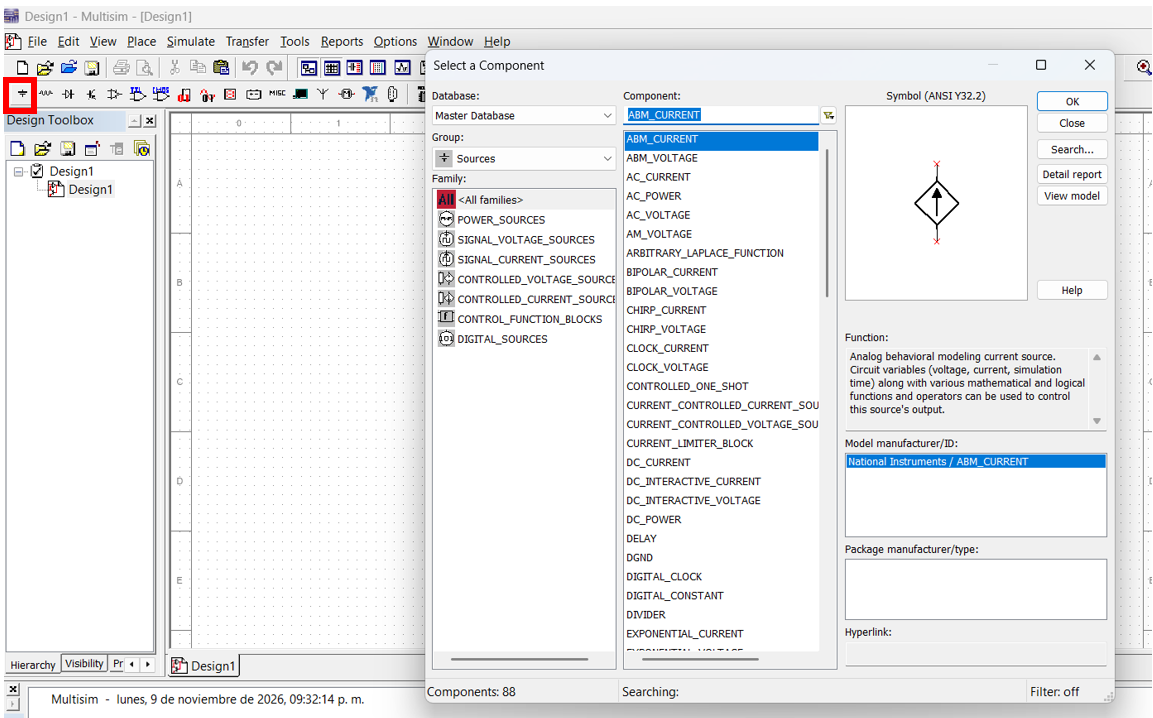 Design1 - Multisim - [Design1]
File Edit View Place Simulate Transfer Tools Reports Options Window Help
MISC
Design Toolbox
Design1
Design1
Hierarchy Visibility Pr
0 1
A
B
C
D
E
Design1
Select a Component
Database:
Master Database
Group:
Sources
Family:
All <All families>
POWER_SOURCES
SIGNAL_VOLTAGE_SOURCES
SIGNAL_CURRENT_SOURCES
CONTROLLED_VOLTAGE_SOURCE
CONTROLLED_CURRENT_SOURCE
CONTROL_FUNCTION_BLOCKS
DIGITAL_SOURCES
Component:
ABM_CURRENT
ABM_CURRENT
ABM_VOLTAGE
AC_CURRENT
AC_POWER
AC_VOLTAGE
AM_VOLTAGE
ARBITRARY_LAPLACE_FUNCTION
BIPOLAR_CURRENT
BIPOLAR_VOLTAGE
CHIRP_CURRENT
CHIRP_VOLTAGE
CLOCK_CURRENT
CLOCK_VOLTAGE
CONTROLLED_ONE_SHOT
CURRENT_CONTROLLED_CURRENT_SOU
CURRENT_CONTROLLED_VOLTAGE_SOU
CURRENT_LIMITER_BLOCK
DC_CURRENT
DC_INTERACTIVE_CURRENT
DC_INTERACTIVE_VOLTAGE
DC_POWER
DELAY
DGND
DIGITAL_CLOCK
DIGITAL_CONSTANT
DIVIDER
EXPONENTIAL_CURRENT
EXPONENTIAL_VOLTAGE
Symbol (ANSI Y32.2)
OK
Close
Search...
Detail report
View model
Help
Function:
Analog behavioral modeling current source.
Circuit variables (voltage, current, simulation
time) along with various mathematical and logical
functions and operators can be used to control
this source's output.
Model manufacturer/ID:
National Instruments / ABM_CURRENT
Package manufacturer/type:
Hyperlink:
Components: 88 Searching: Filter: off
Multisim - lunes, 9 de noviembre de 2026, 09:32:14 p. m.